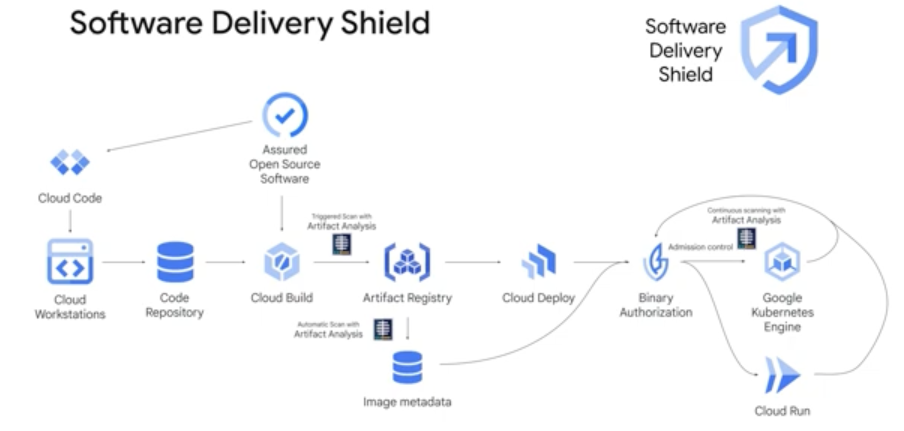 Software Delivery Shield
Software
Delivery
Shield
Assured
Open Source
Software
Cloud Code
Triggered Scan with
Artifact Analysis
Continuous scanning with
Artifact Analysis
Admission control
Cloud
Workstations
Code
Repository
Cloud Build
Artifact Registry
Cloud Deploy
Binary
Authorization
Google
Kubernetes
Engine
Automatic Scan with
Artifact Analysis
Image metadata
Cloud Run